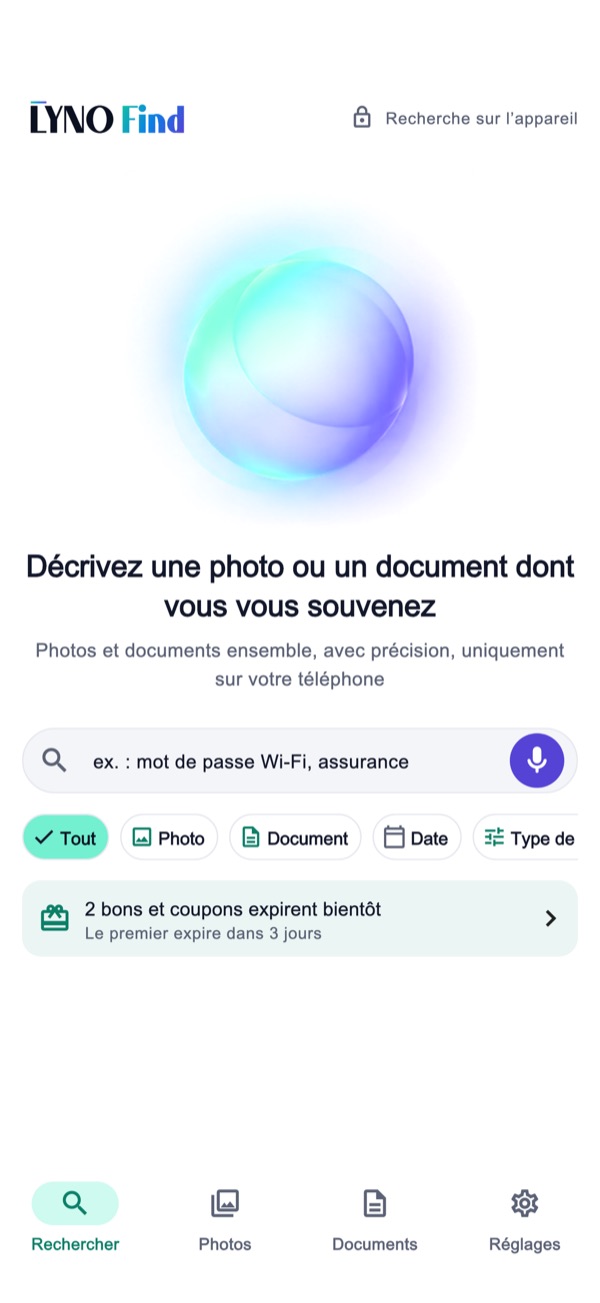 LYNO Find
Recherche sur l'appareil
Décrivez une photo ou un document dont
vous vous souvenez
Photos et documents ensemble, avec précision, uniquement
sur votre téléphone
ex. : mot de passe Wi-Fi, assurance
Tout
Photo
Document
Date
Type de
2 bons et coupons expirent bientôt
Le premier expire dans 3 jours
Rechercher
Photos
Documents
Réglages